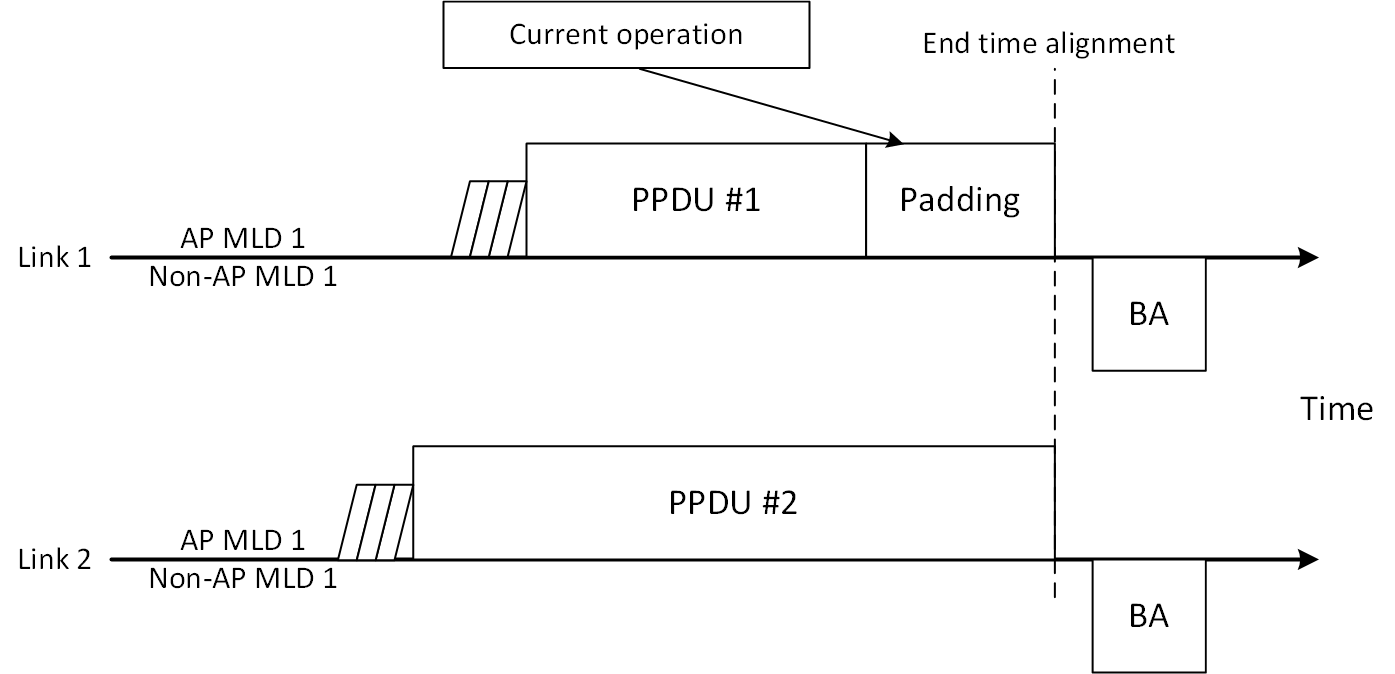 Current operation
End time alignment
PPDU #1
Padding
AP MLD 1
Link 1
Non-AP MLD 1
BA
Time
PPDU #2
AP MLD 1
Link 2
Non-AP MLD 1
BA